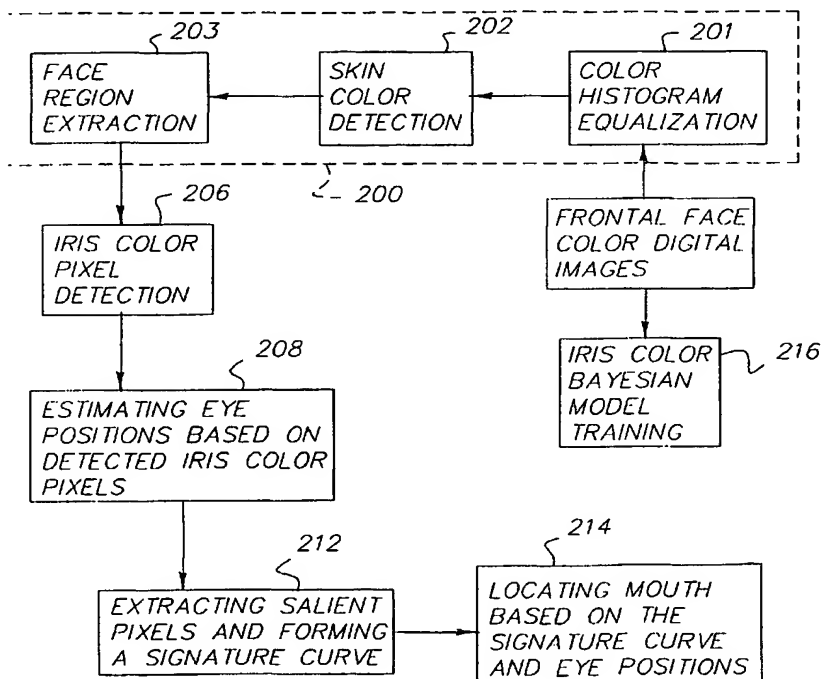 203
202
201
FACE
REGION
EXTRACTION
SKIN
COLOR
DETECTION
COLOR
HISTOGRAM
EQUALIZATION
200
206
IRIS COLOR
PIXEL
DETECTION
FRONTAL FACE
COLOR DIGITAL
IMAGES
IRIS COLOR
BAYESIAN
MODEL
TRAINING
216
208
ESTIMATING EYE
POSITIONS BASED ON
DETECTED IRIS COLOR
PIXELS
212
EXTRACTING SALIENT
PIXELS AND FORMING
A SIGNATURE CURVE
214
LOCATING MOUTH
BASED ON THE
SIGNATURE CURVE
AND EYE POSITIONS